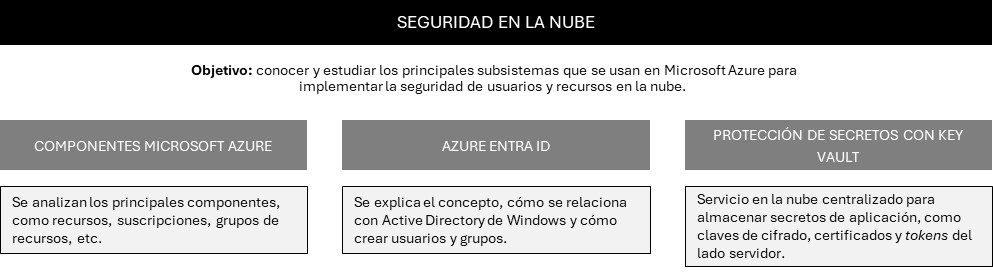 SEGURIDAD EN LA NUBE
Objetivo: conocer y estudiar los principales subsistemas que se usan en Microsoft Azure para
implementar la seguridad de usuarios y recursos en la nube.
COMPONENTES MICROSOFT AZURE
Se analizan los principales componentes,
como recursos, suscripciones, grupos de
recursos, etc.
AZURE ENTRA ID
Se explica el concepto, cómo se relaciona
con Active Directory de Windows y cómo
crear usuarios y grupos.
PROTECCIÓN DE SECRETOS CON KEY
VAULT
Servicio en la nube centralizado para
almacenar secretos de aplicación, como
claves de cifrado, certificados y tokens del
lado servidor.